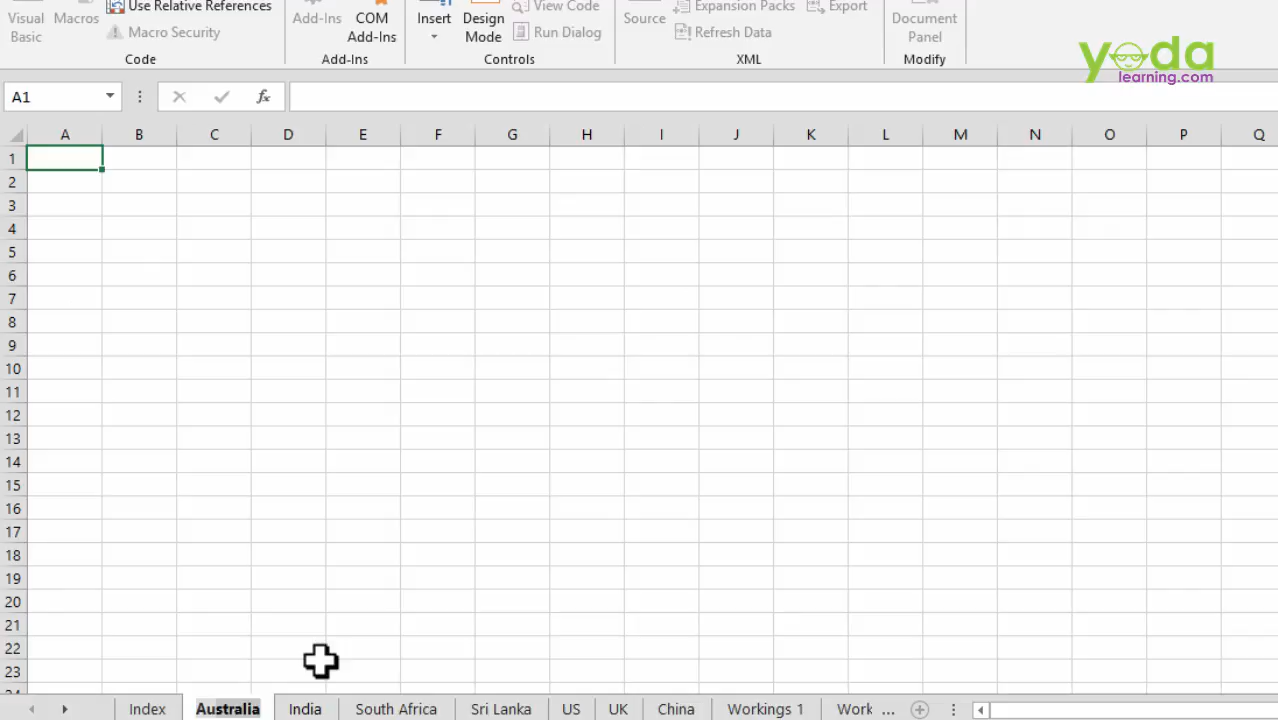 Use Relative References
View Code
Expansion Packs
Export
Visual Basic
Macros
Macro Security
Add-Ins
COM Add-Ins
Insert
Design Mode
Run Dialog
Source
Refresh Data
Document Panel
Code
Add-Ins
Controls
XML
Modify
yoda
learning.com
A1
fx
A B C D E F G H I J K L M N O P Q
1
2
3
4
5
6
7
8
9
10
11
12
13
14
15
16
17
18
19
20
21
22
23
Index Australia India South Africa Sri Lanka US UK China Workings 1 Work ...